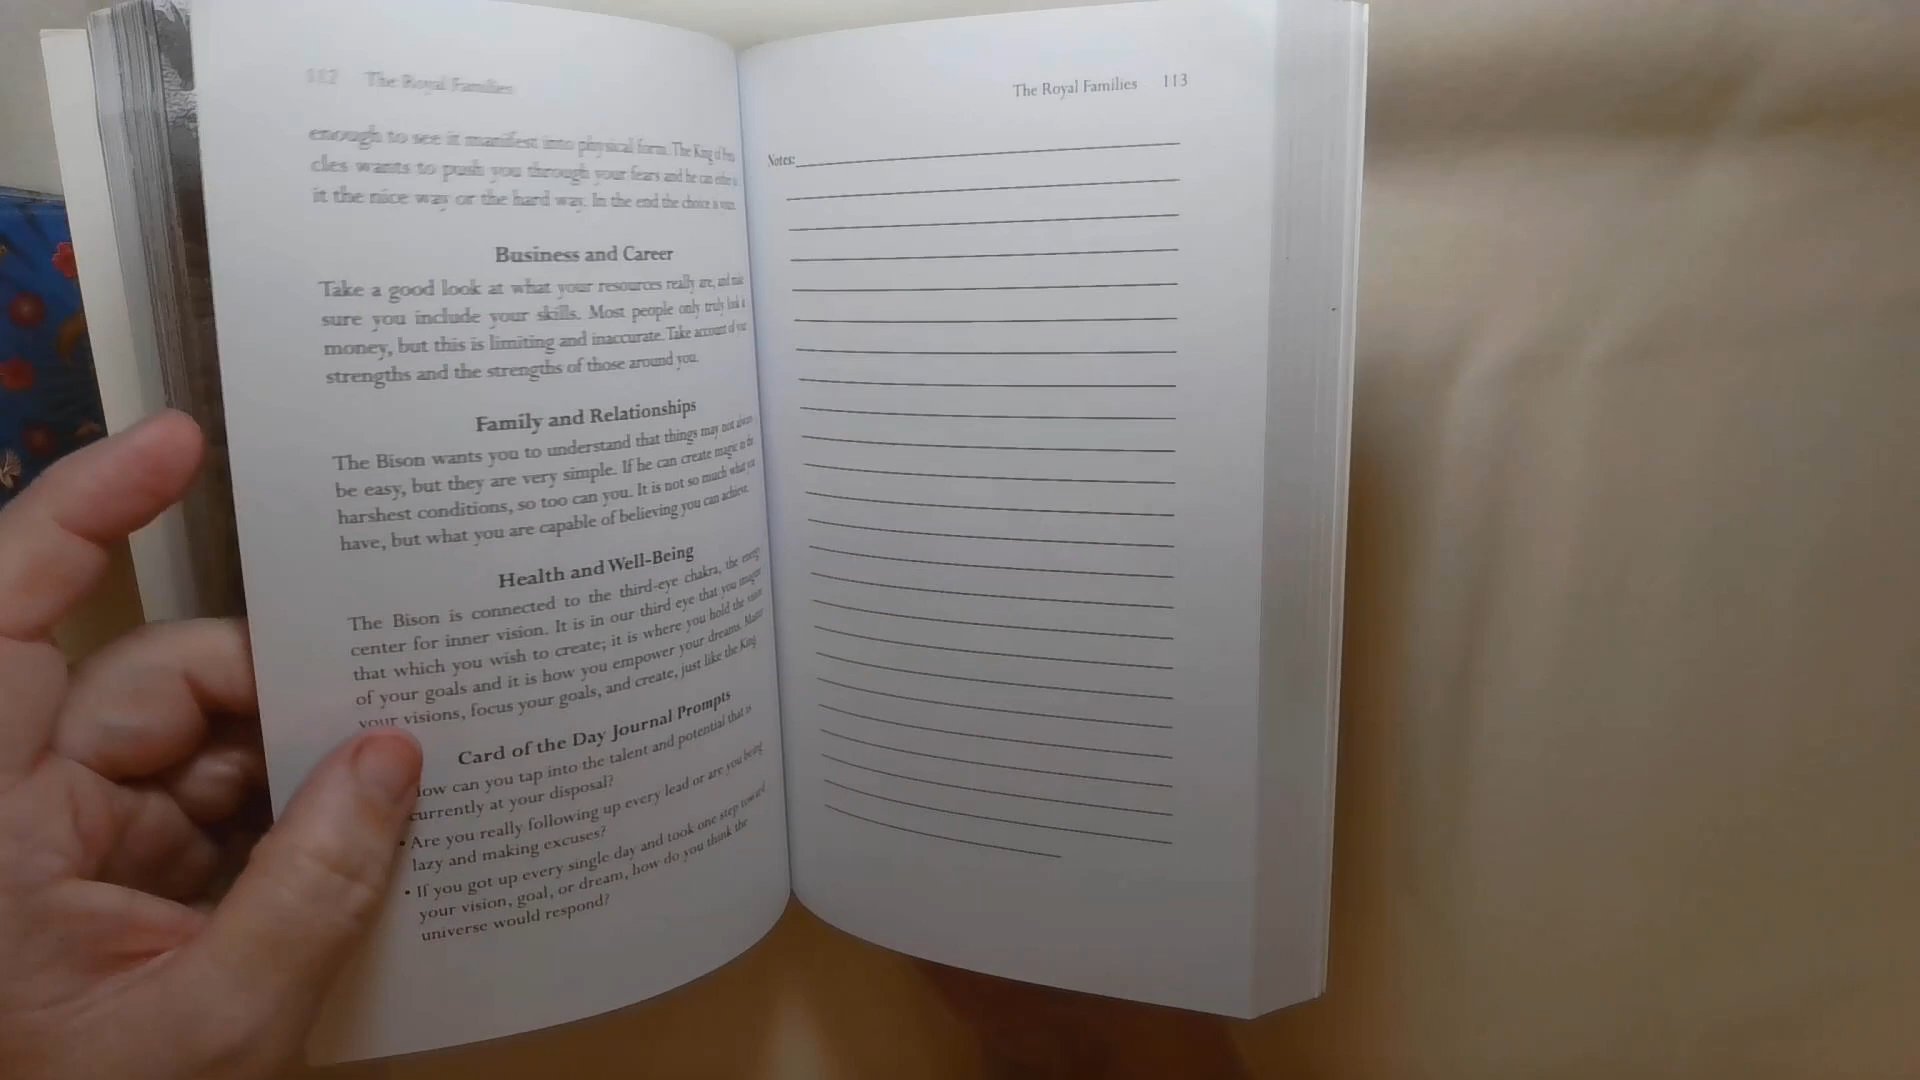 112 The Royal Families
enough to see it manifest into physical form. The King of Pen
cles wants to push you through your fears and he can either
it the nice way or the hard way. In the end the choice is
Business and Career
Take a good look at what your resources really are, and make
sure you include your skills. Most people only truly look
money, but this is limiting and inaccurate. Take account of
strengths and the strengths of those around you.
Family and Relationships
The Bison wants you to understand that things may not always
be easy, but they are very simple. If he can create magic in the
harshest conditions, so too can you. It is not so much what
have, but what you are capable of believing you can achieve.
Health and Well-Being
The Bison is connected to the third-eye chakra, the energy
center for inner vision. It is in our third eye that you imagine
that which you wish to create; it is where you hold the vision
of your goals and it is how you empower your dreams. Master
your visions, focus your goals, and create, just like the King
Card of the Day Journal Prompts
How can you tap into the talent and potential that is
currently at your disposal?
• Are you really following up every lead or are you being
lazy and making excuses?
• If you got up every single day and took one step toward
your vision, goal, or dream, how do you think the
universe would respond?
The Royal Families 113
Notes: